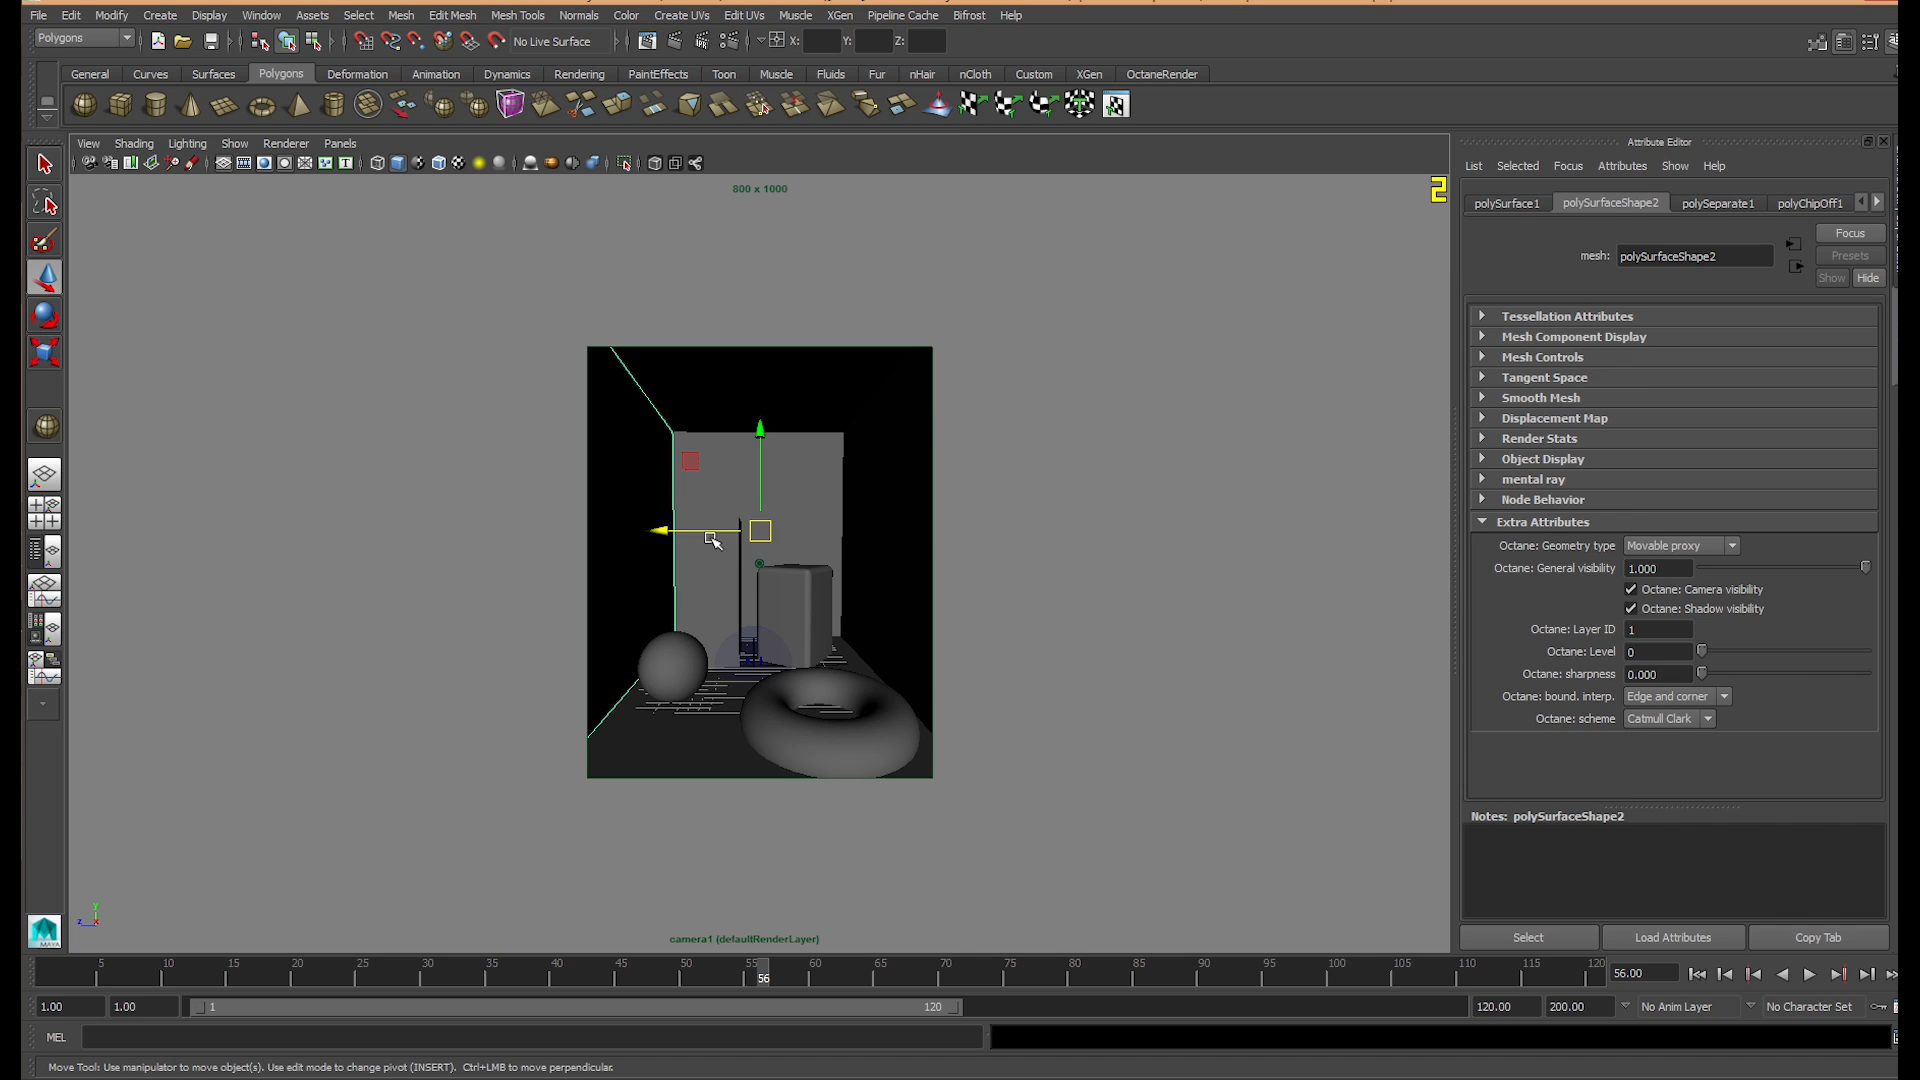 File Edit Modify Create Display Window Assets Select Mesh Edit Mesh Mesh Tools Normals Color Create UVs Edit UVs Muscle XGen Pipeline Cache Bifrost Help
Polygons No Live Surface X: Y: Z:
General Curves Surfaces Polygons Deformation Animation Dynamics Rendering PaintEffects Toon Muscle Fluids Fur nHair nCloth Custom XGen OctaneRender
View Shading Lighting Show Renderer Panels
800 x 1000
2
camera1 (defaultRenderLayer)
y
z x
MAYA
Attribute Editor
List Selected Focus Attributes Show Help
polySurface1 polySurfaceShape2 polySeparate1 polyChipOff1
Focus
mesh: polySurfaceShape2
Presets
Show Hide
Tessellation Attributes
Mesh Component Display
Mesh Controls
Tangent Space
Smooth Mesh
Displacement Map
Render Stats
Object Display
mental ray
Node Behavior
Extra Attributes
Octane: Geometry type Movable proxy
Octane: General visibility 1.000
Octane: Camera visibility
Octane: Shadow visibility
Octane: Layer ID 1
Octane: Level 0
Octane: sharpness 0.000
Octane: bound. interp. Edge and corner
Octane: scheme Catmull Clark
Notes: polySurfaceShape2
Select Load Attributes Copy Tab
5 10 15 20 25 30 35 40 45 50 55 60 65 70 75 80 85 90 95 100 105 110 115 120
56 56.00
1.00 1.00 1 120 120.00 200.00 No Anim Layer No Character Set
MEL
Move Tool: Use manipulator to move object(s). Use edit mode to change pivot (INSERT). Ctrl+LMB to move perpendicular.